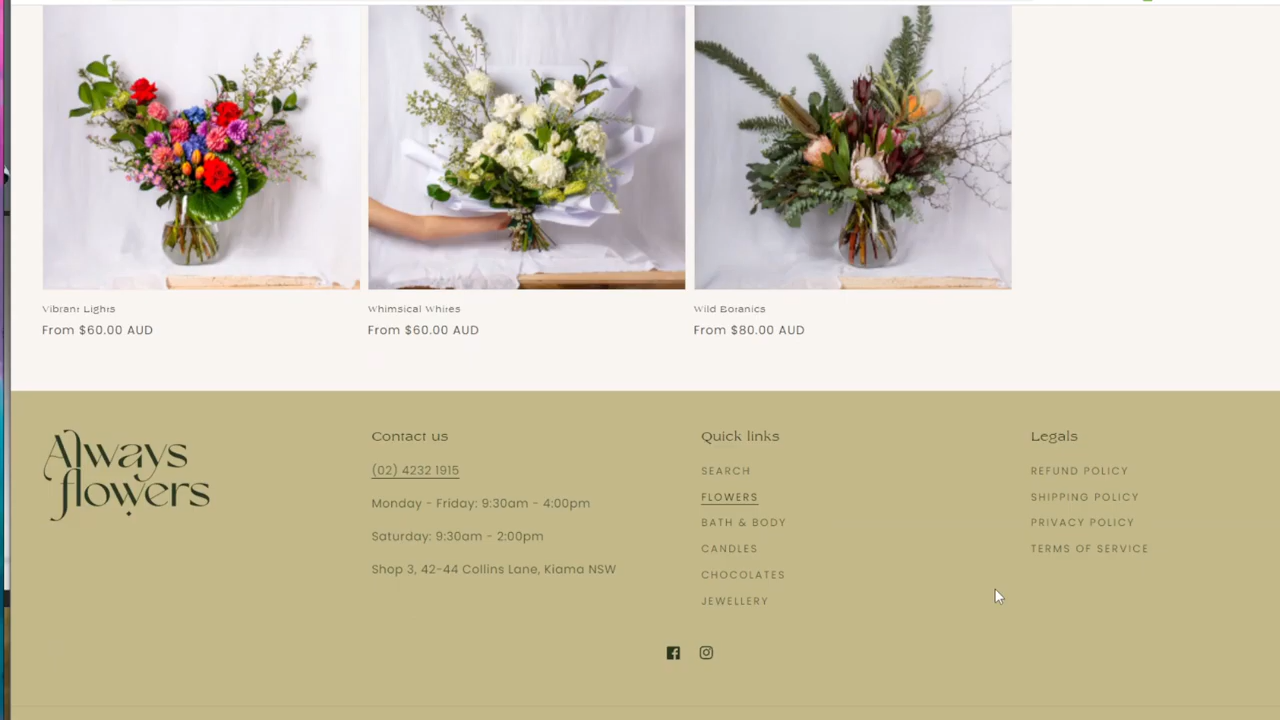 Vibrant Lights
From $60.00 AUD
Whimsical Whites
From $60.00 AUD
Wild Botanics
From $80.00 AUD
Always
flowers
Contact us
(02) 4232 1915
Monday - Friday: 9:30am - 4:00pm
Saturday: 9:30am - 2:00pm
Shop 3, 42-44 Collins Lane, Kiama NSW
Quick links
SEARCH
FLOWERS
BATH & BODY
CANDLES
CHOCOLATES
JEWELLERY
Legals
REFUND POLICY
SHIPPING POLICY
PRIVACY POLICY
TERMS OF SERVICE